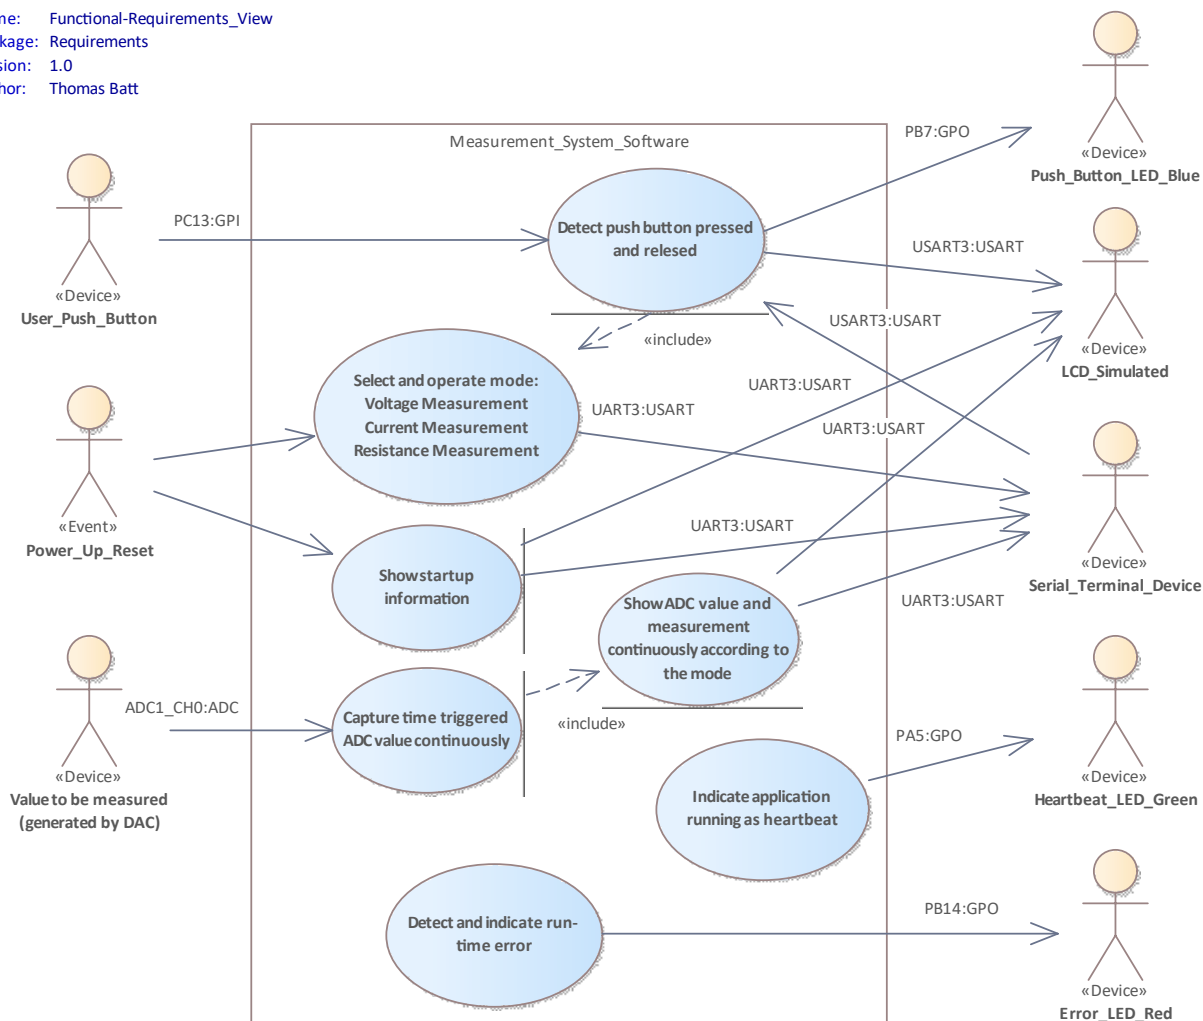 me: Functional-Requirements_View
kage: Requirements
sion: 1.0
hor: Thomas Batt
Measurement_System_Software
PB7:GPO
«Device»
Push_Button_LED_Blue
PC13:GPI
«Device»
User_Push_Button
Detect push button pressed
and relesed
USART3:USART
«include»
USART3:USART
«Device»
LCD_Simulated
Select and operate mode:
Voltage Measurement
Current Measurement
Resistance Measurement
UART3:USART
UART3:USART
UART3:USART
«Event»
Power_Up_Reset
Show startup
information
UART3:USART
«Device»
Serial_Terminal_Device
Show ADC value and
measurement
continuously according to
the mode
UART3:USART
ADC1_CH0:ADC
«Device»
Value to be measured
(generated by DAC)
Capture time triggered
ADC value continuously
«include»
PA5:GPO
«Device»
Heartbeat_LED_Green
Indicate application
running as heartbeat
Detect and indicate run-
time error
PB14:GPO
«Device»
Error_LED_Red